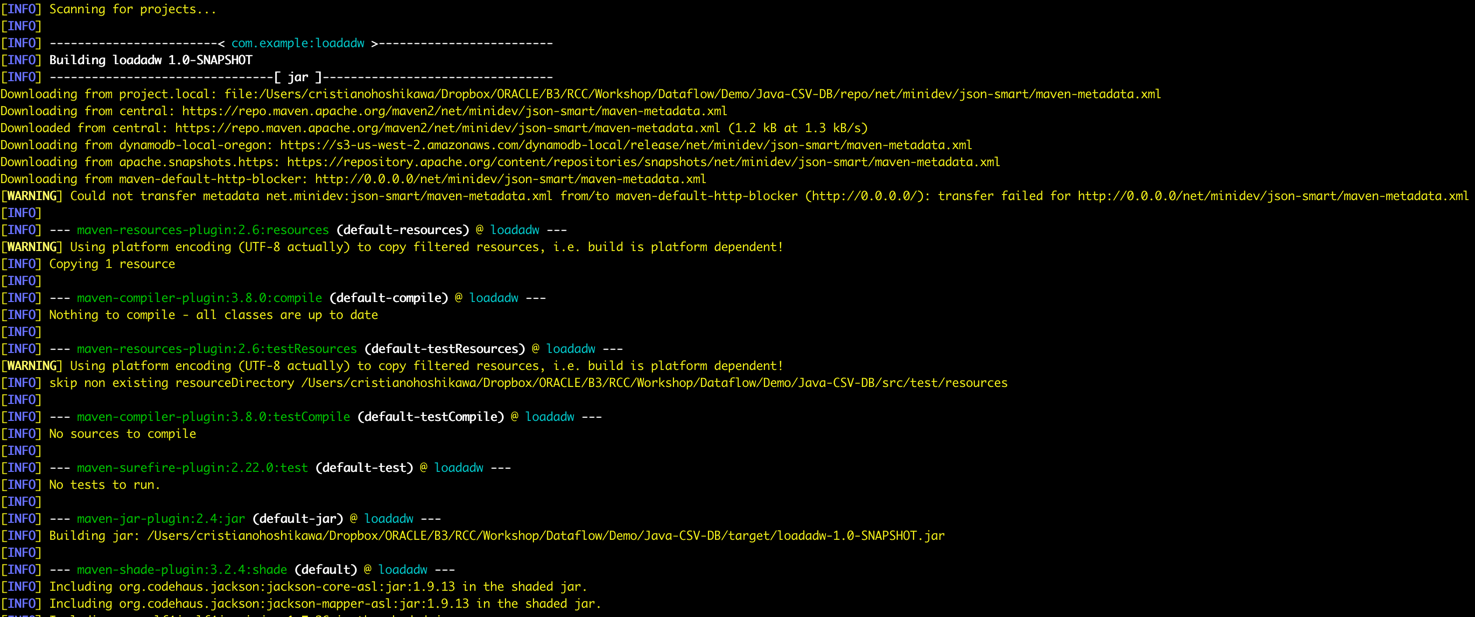 [INFO] Scanning for projects...
[INFO]
[INFO] ------------------------< com.example:loadadw >-------------------------
[INFO] Building loadadw 1.0-SNAPSHOT
[INFO] --------------------------------[ jar ]---------------------------------
Downloading from project.local: file:/Users/cristianohoshikawa/Dropbox/ORACLE/B3/RCC/Workshop/Dataflow/Demo/Java-CSV-DB/repo/net/minidev/json-smart/maven-metadata.xml
Downloading from central: https://repo.maven.apache.org/maven2/net/minidev/json-smart/maven-metadata.xml
Downloaded from central: https://repo.maven.apache.org/maven2/net/minidev/json-smart/maven-metadata.xml (1.2 kB at 1.3 kB/s)
Downloading from dynamodb-local-oregon: https://s3-us-west-2.amazonaws.com/dynamodb-local/release/net/minidev/json-smart/maven-metadata.xml
Downloading from apache.snapshots.https: https://repository.apache.org/content/repositories/snapshots/net/minidev/json-smart/maven-metadata.xml
Downloading from maven-default-http-blocker: http://0.0.0.0/net/minidev/json-smart/maven-metadata.xml
[WARNING] Could not transfer metadata net.minidev:json-smart/maven-metadata.xml from/to maven-default-http-blocker (http://0.0.0.0/): transfer failed for http://0.0.0.0/net/minidev/json-smart/maven-metadata.xml
[INFO]
[INFO] --- maven-resources-plugin:2.6:resources (default-resources) @ loadadw ---
[WARNING] Using platform encoding (UTF-8 actually) to copy filtered resources, i.e. build is platform dependent!
[INFO] Copying 1 resource
[INFO]
[INFO] --- maven-compiler-plugin:3.8.0:compile (default-compile) @ loadadw ---
[INFO] Nothing to compile - all classes are up to date
[INFO]
[INFO] --- maven-resources-plugin:2.6:testResources (default-testResources) @ loadadw ---
[WARNING] Using platform encoding (UTF-8 actually) to copy filtered resources, i.e. build is platform dependent!
[INFO] skip non existing resourceDirectory /Users/cristianohoshikawa/Dropbox/ORACLE/B3/RCC/Workshop/Dataflow/Demo/Java-CSV-DB/src/test/resources
[INFO]
[INFO] --- maven-compiler-plugin:3.8.0:testCompile (default-testCompile) @ loadadw ---
[INFO] No sources to compile
[INFO]
[INFO] --- maven-surefire-plugin:2.22.0:test (default-test) @ loadadw ---
[INFO] No tests to run.
[INFO]
[INFO] --- maven-jar-plugin:2.4:jar (default-jar) @ loadadw ---
[INFO] Building jar: /Users/cristianohoshikawa/Dropbox/ORACLE/B3/RCC/Workshop/Dataflow/Demo/Java-CSV-DB/target/loadadw-1.0-SNAPSHOT.jar
[INFO]
[INFO] --- maven-shade-plugin:3.2.4:shade (default) @ loadadw ---
[INFO] Including org.codehaus.jackson:jackson-core-asl:jar:1.9.13 in the shaded jar.
[INFO] Including org.codehaus.jackson:jackson-mapper-asl:jar:1.9.13 in the shaded jar.